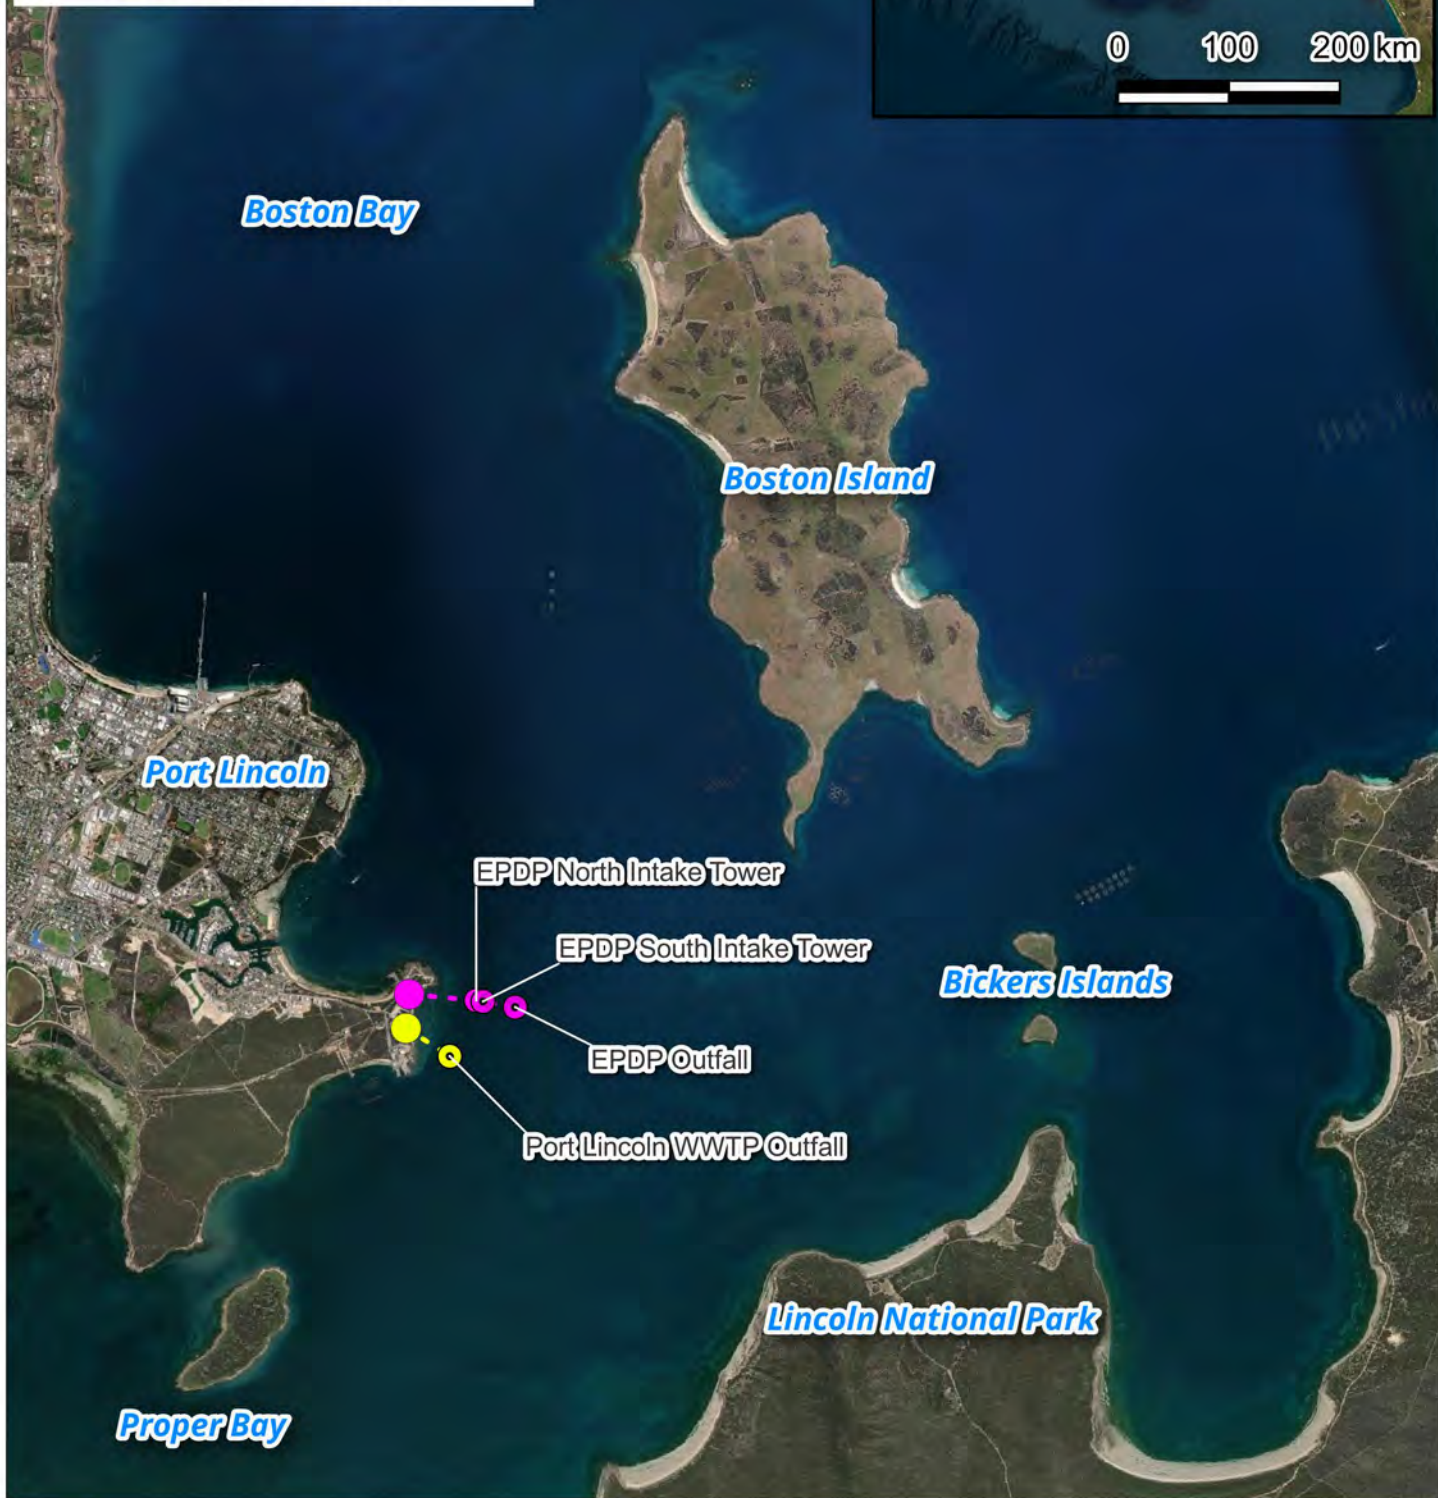 0 100 200 km
Boston Bay
Boston Island
Port Lincoln
EPDP North Intake Tower
EPDP South Intake Tower
Bickers Islands
EPDP Outfall
Port Lincoln WWTP Outfall
Lincoln National Park
Proper Bay